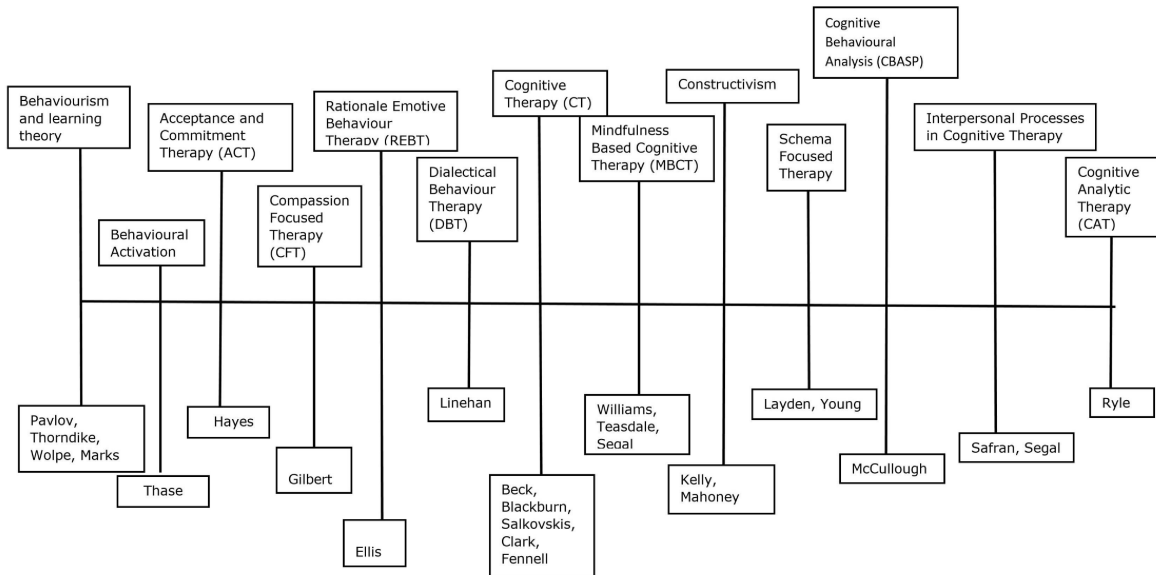 Behaviourism
and learning
theory
Behavioural
Activation
Acceptance and
Commitment
Therapy (ACT)
Compassion
Focused
Therapy
(CFT)
Rationale Emotive
Behaviour
Therapy (REBT)
Dialectical
Behaviour
Therapy
(DBT)
Cognitive
Therapy (CT)
Mindfulness
Based Cognitive
Therapy (MBCT)
Constructivism
Schema
Focused
Therapy
Cognitive
Behavioural
Analysis (CBASP)
Interpersonal Processes
in Cognitive Therapy
Cognitive
Analytic
Therapy
(CAT)
Pavlov,
Thorndike,
Wolpe, Marks
Thase
Hayes
Gilbert
Ellis
Linehan
Beck,
Blackburn,
Salkovskis,
Clark,
Fennell
Williams,
Teasdale,
Segal
Kelly,
Mahoney
Layden, Young
McCullough
Safran, Segal
Ryle